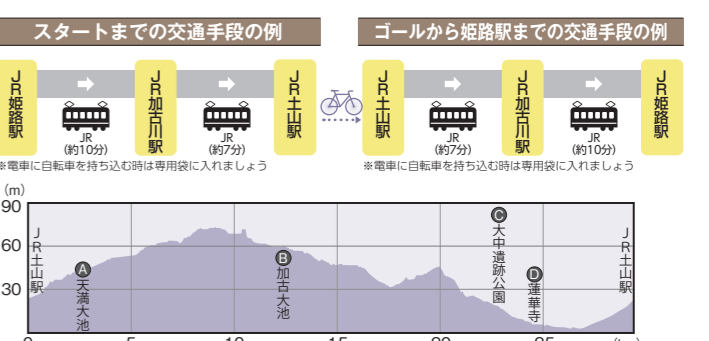 スタートまでの交通手段の例
JR姫路駅
JR
(約10分)
JR加古川駅
JR
(約7分)
JR土山駅
※電車に自転車を持ち込む時は専用袋に入れましょう
ゴールから姫路駅までの交通手段の例
JR土山駅
JR
(約7分)
JR加古川駅
JR
(約10分)
JR姫路駅
※電車に自転車を持ち込む時は専用袋に入れましょう
(m)
90
60
30
JR土山駅
A 天満大池
B 加古大池
C 大中遺跡公園
D 蓮華寺
JR土山駅